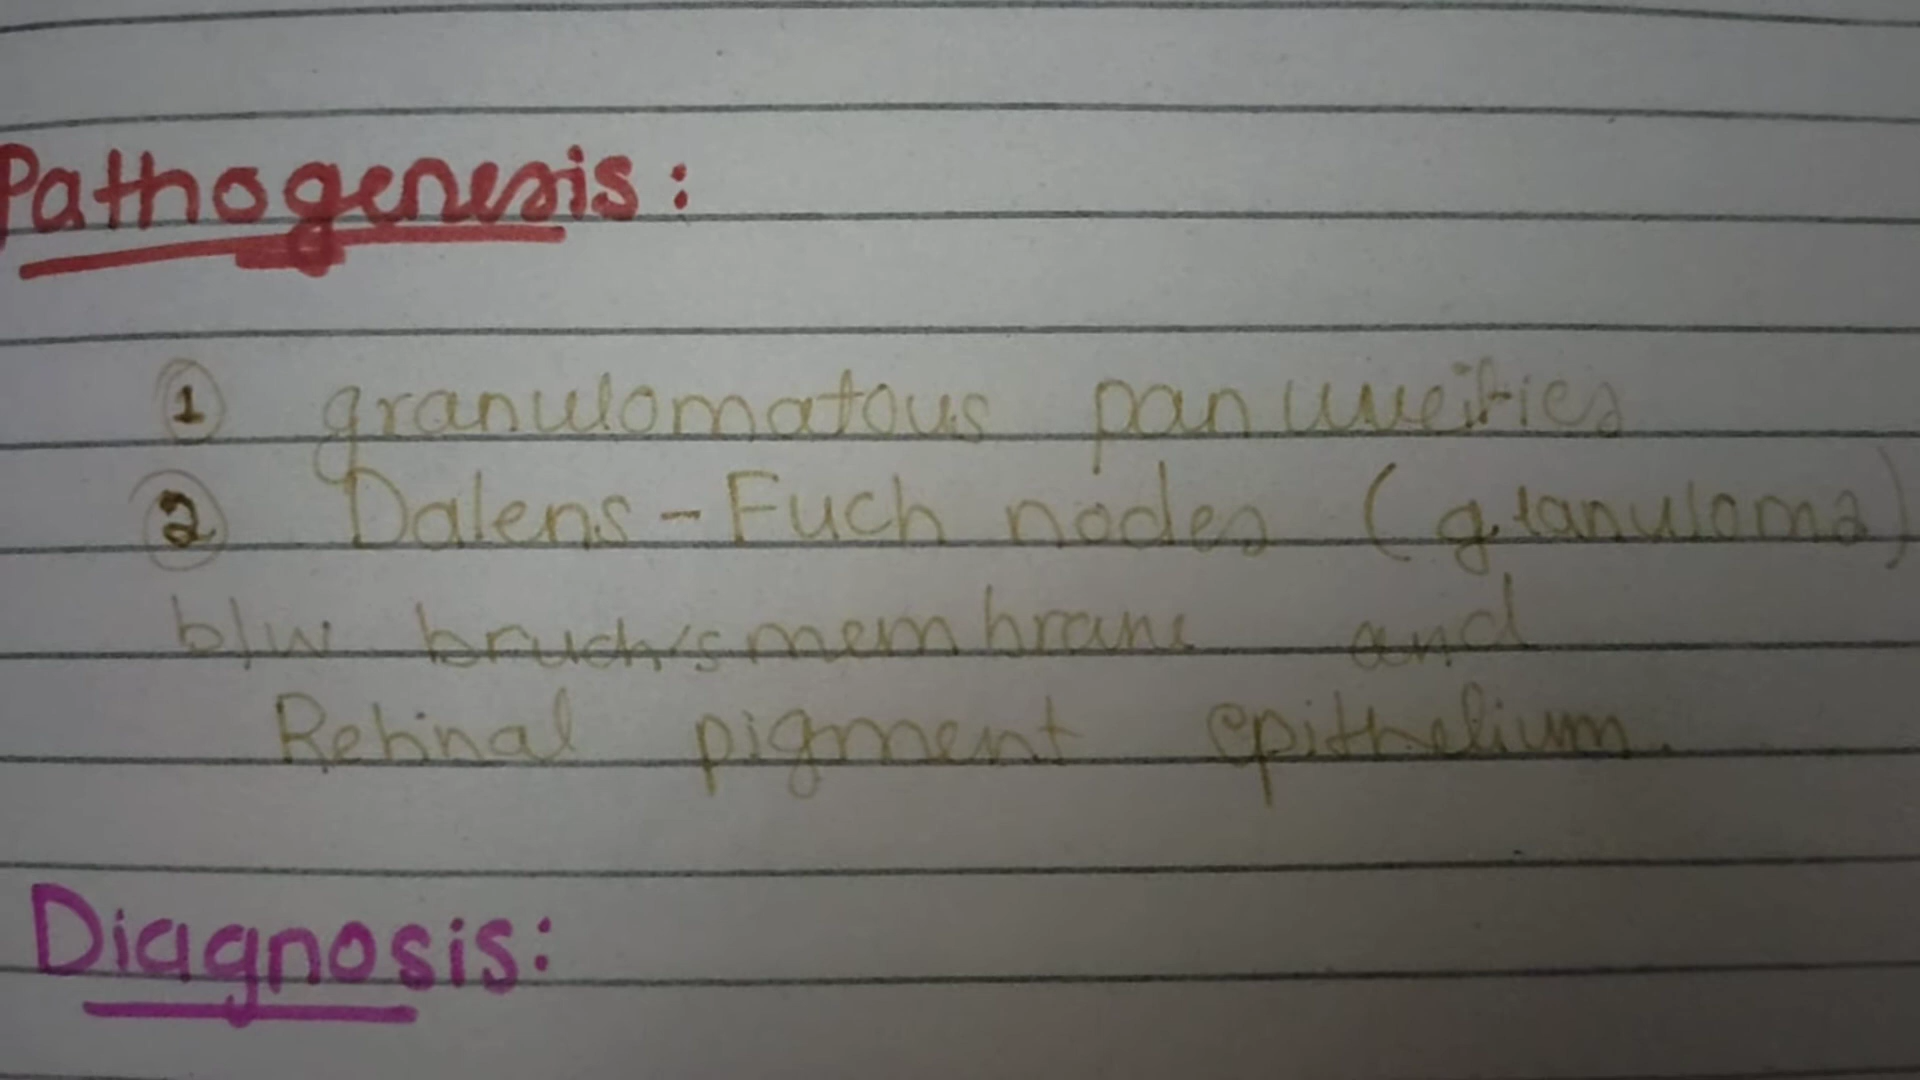 Pathogenesis:
① granulomatous pan uveities
② Dalens-Fuch nodes (granuloma)
b/w bruch's membrane and
Retinal pigment epithelium.
Diagnosis: